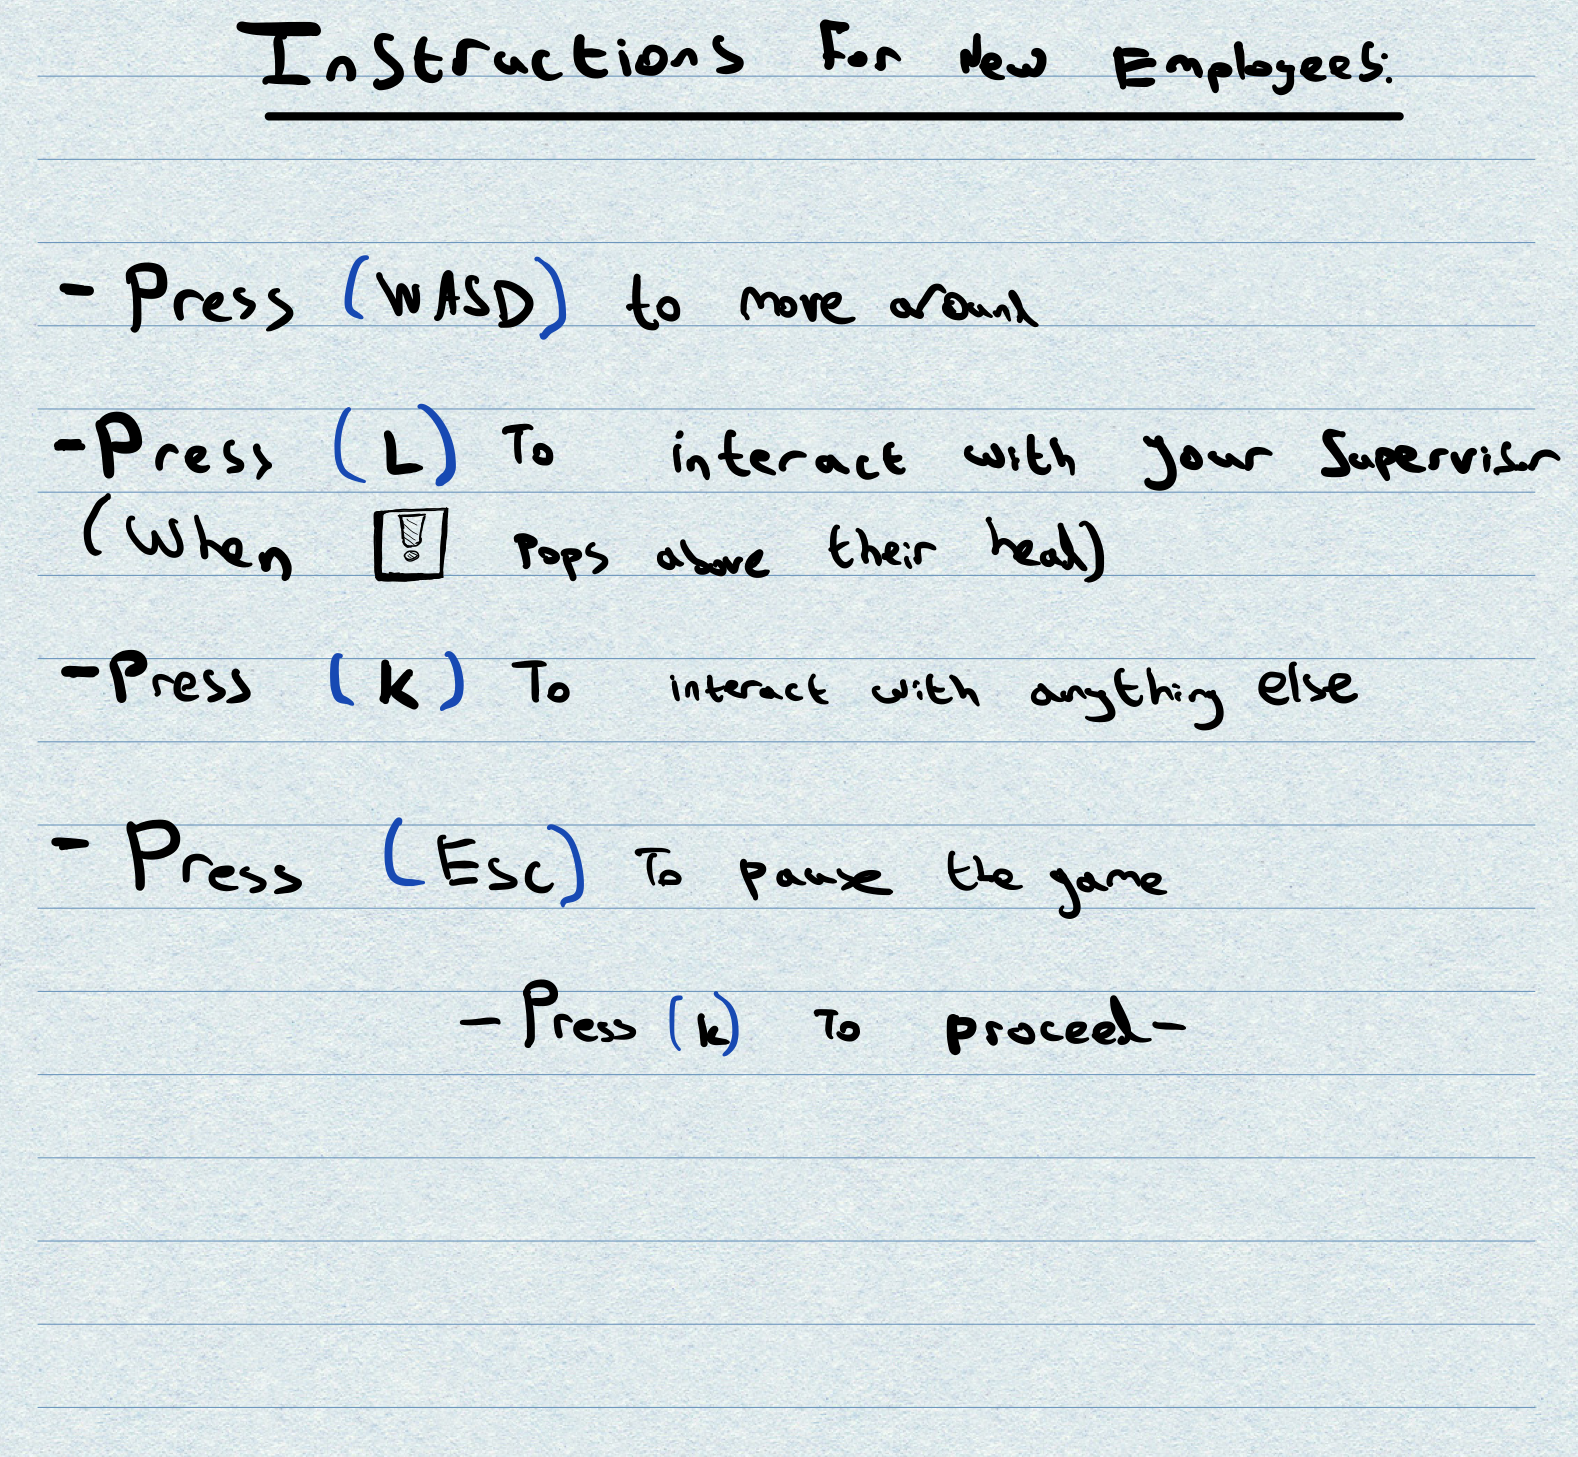 Instructions For New Employees:
- Press (WASD) to move around
- Press (L) To interact with your Supervisor
(When ! pops above their head)
- Press (K) To interact with anything else
- Press (Esc) To pause the game
- Press (k) To proceed -